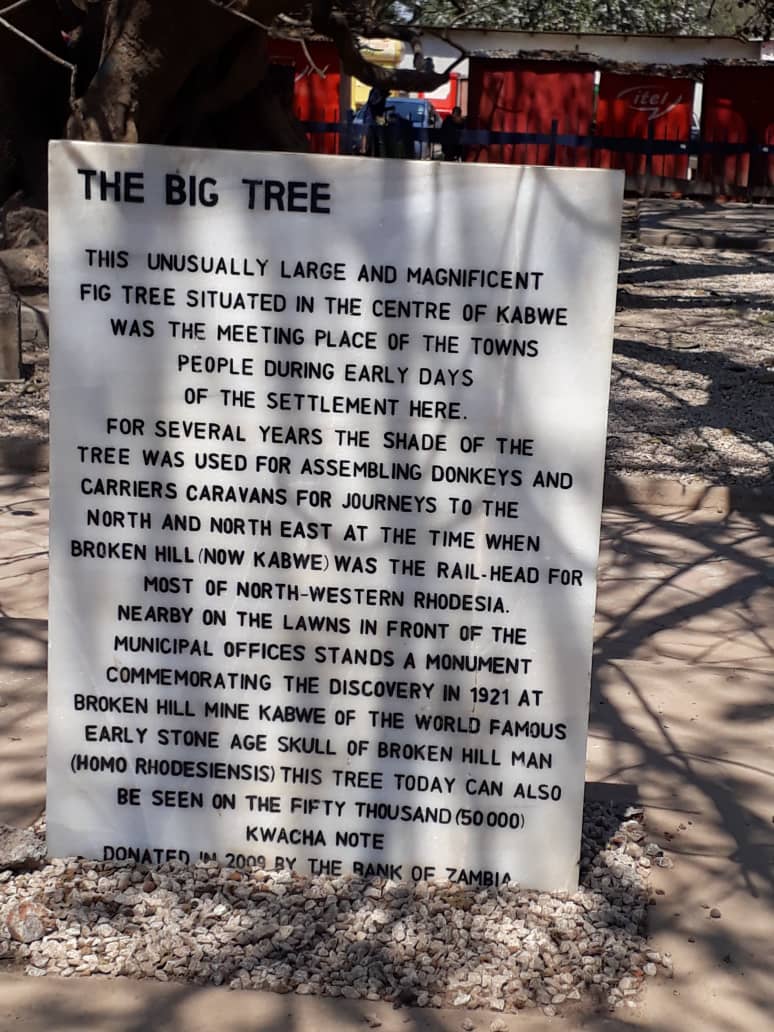 itel
THE BIG TREE
THIS UNUSUALLY LARGE AND MAGNIFICENT
FIG TREE SITUATED IN THE CENTRE OF KABWE
WAS THE MEETING PLACE OF THE TOWNS
PEOPLE DURING EARLY DAYS
OF THE SETTLEMENT HERE.
FOR SEVERAL YEARS THE SHADE OF THE
TREE WAS USED FOR ASSEMBLING DONKEYS AND
CARRIERS CARAVANS FOR JOURNEYS TO THE
NORTH AND NORTH EAST AT THE TIME WHEN
BROKEN HILL (NOW KABWE) WAS THE RAIL-HEAD FOR
MOST OF NORTH-WESTERN RHODESIA.
NEARBY ON THE LAWNS IN FRONT OF THE
MUNICIPAL OFFICES STANDS A MONUMENT
COMMEMORATING THE DISCOVERY IN 1921 AT
BROKEN HILL MINE KABWE OF THE WORLD FAMOUS
EARLY STONE AGE SKULL OF BROKEN HILL MAN
(HOMO RHODESIENSIS) THIS TREE TODAY CAN ALSO
BE SEEN ON THE FIFTY THOUSAND (50 000)
KWACHA NOTE
DONATED IN 2009 BY THE BANK OF ZAMBIA